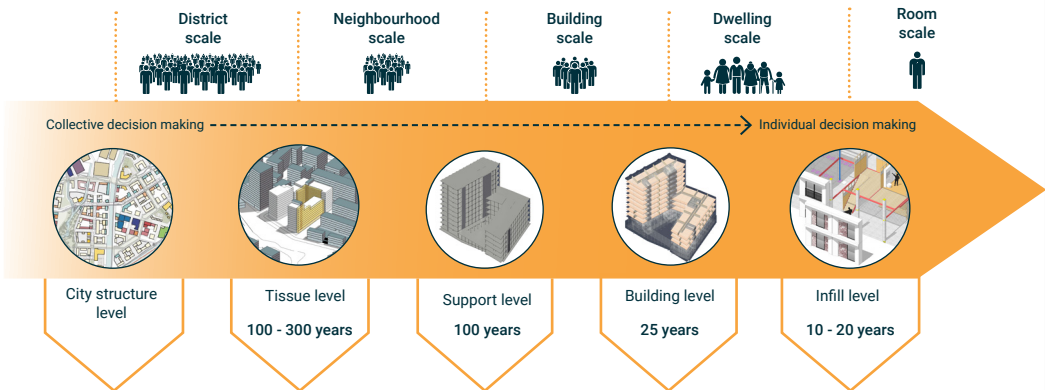 District
scale
Neighbourhood
scale
Building
scale
Dwelling
scale
Room
scale
Collective decision making
Individual decision making
City structure
level
Tissue level
100 - 300 years
Support level
100 years
Building level
25 years
Infill level
10 - 20 years